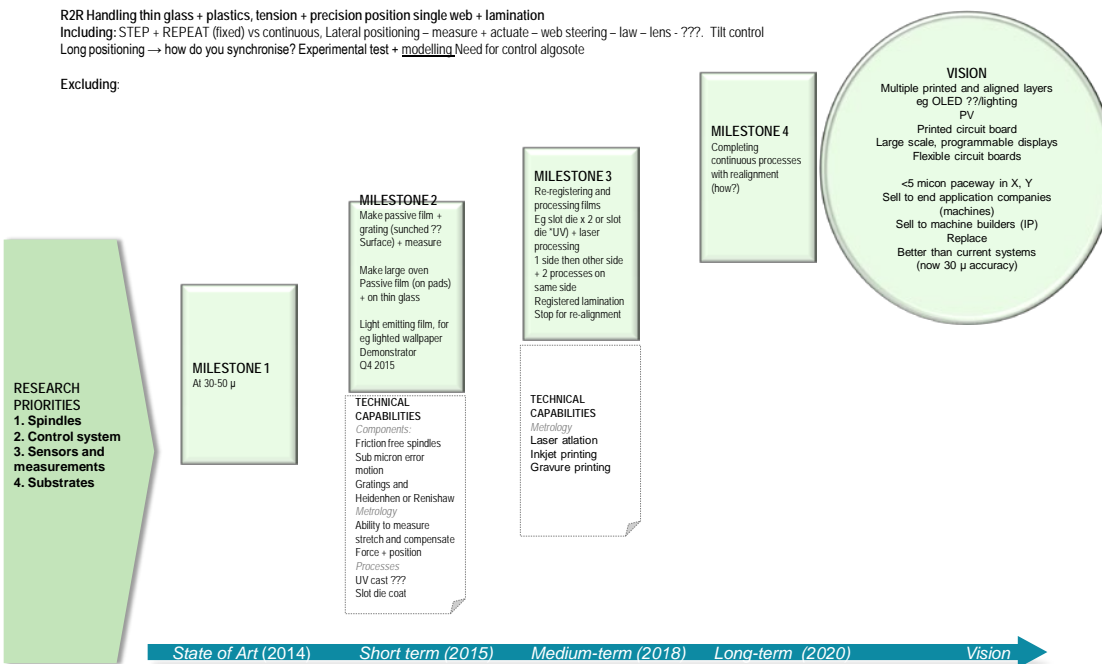 R2R Handling thin glass + plastics, tension + precision position single web + lamination
Including: STEP + REPEAT (fixed) vs continuous, Lateral positioning – measure + actuate – web steering – law – lens - ???.  Tilt control
Long positioning → how do you synchronise? Experimental test + modelling Need for control algosote
Excluding:
RESEARCH
PRIORITIES
1. Spindles
2. Control system
3. Sensors and
measurements
4. Substrates
MILESTONE 1
At 30-50 µ
MILESTONE 2
Make passive film +
grating (sunched ??
Surface) + measure
Make large oven
Passive film (on pads)
+ on thin glass
Light emitting film, for
eg lighted wallpaper
Demonstrator
Q4 2015
TECHNICAL
CAPABILITIES
Components:
Friction free spindles
Sub micron error
motion
Gratings and
Heidenhen or Renishaw
Metrology
Ability to measure
stretch and compensate
Force + position
Processes
UV cast ???
Slot die coat
MILESTONE 3
Re-registering and
processing films
Eg slot die x 2 or slot
die "UV) + laser
processing
1 side then other side
+ 2 processes on
same side
Registered lamination
Stop for re-alignment
TECHNICAL
CAPABILITIES
Metrology
Laser atlation
Inkjet printing
Gravure printing
MILESTONE 4
Completing
continuous processes
with realignment
(how?)
VISION
Multiple printed and aligned layers
eg OLED ??/lighting
PV
Printed circuit board
Large scale, programmable displays
Flexible circuit boards
<5 micon paceway in X, Y
Sell to end application companies
(machines)
Sell to machine builders (IP)
Replace
Better than current systems
(now 30 µ accuracy)
State of Art (2014)
Short term (2015)
Medium-term (2018)
Long-term (2020)
Vision